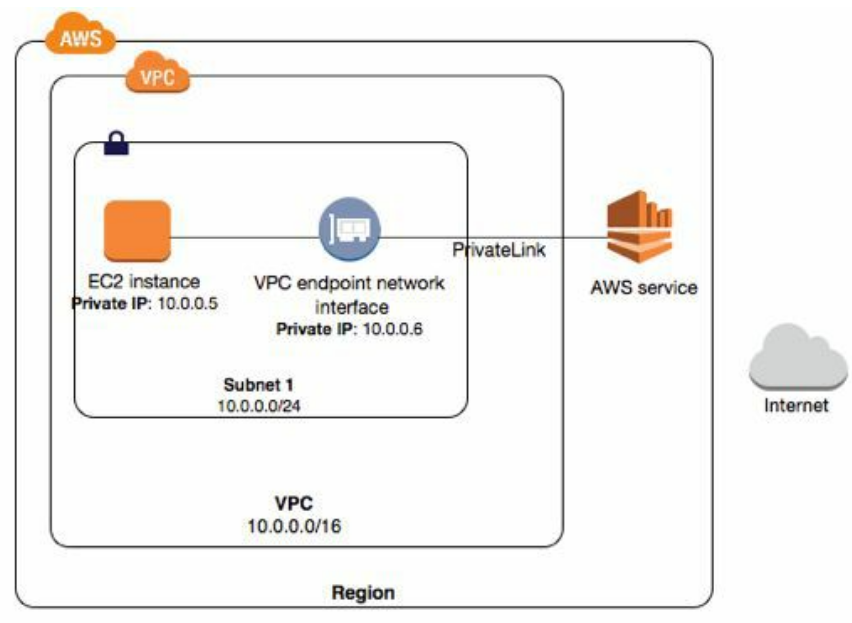 AWS
VPC
EC2 instance
Private IP: 10.0.0.5
VPC endpoint network
interface
Private IP: 10.0.0.6
PrivateLink
AWS service
Subnet 1
10.0.0.0/24
Internet
VPC
10.0.0.0/16
Region